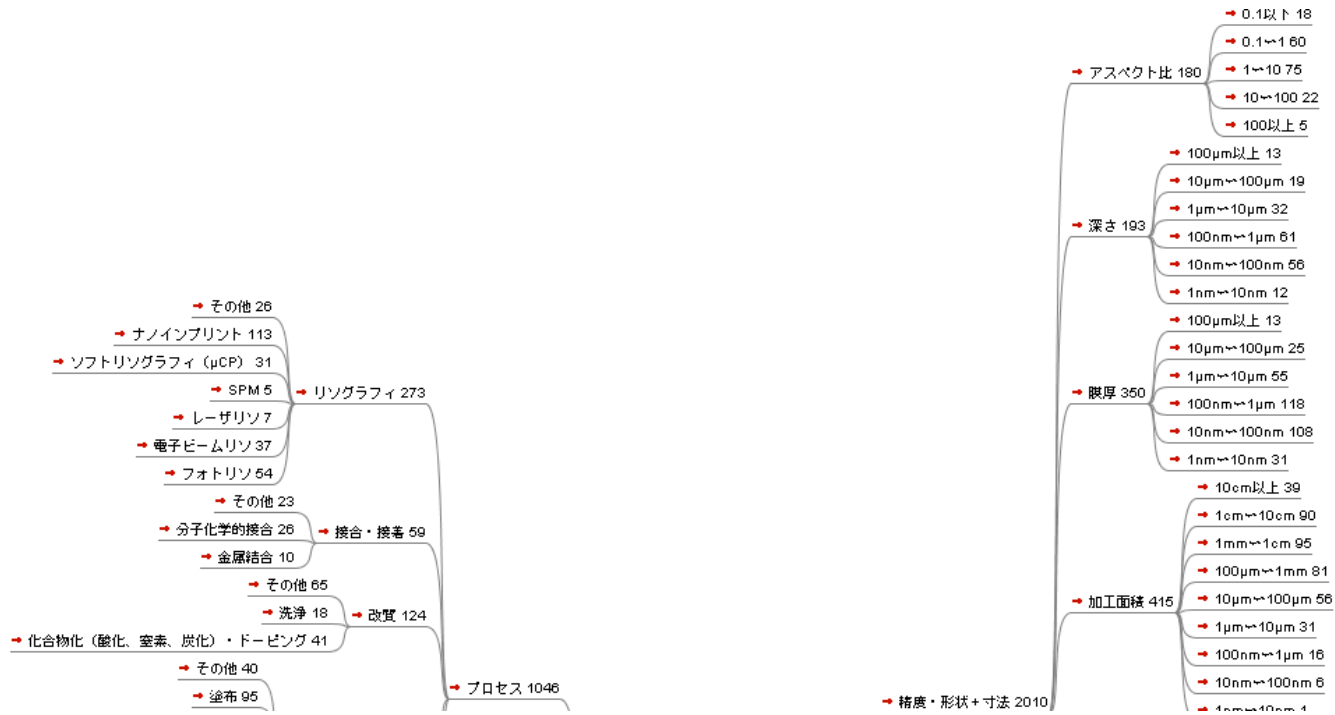 その他 26
ナノインプリント 113
ソフトリソグラフィ（μCP） 31
SPM 5
レーザリソ 7
電子ビームリソ 37
フォトリソ 54
リソグラフィ 273
その他 23
分子化学的接合 26
金属結合 10
接合・接着 59
その他 65
洗浄 18
化合物化（酸化、窒素、炭化）・ドーピング 41
改質 124
その他 40
塗布 95
プロセス 1046
0.1以下 18
0.1〜1 60
1〜10 75
10〜100 22
100以上 5
アスペクト比 180
100μm以上 13
10μm〜100μm 19
1μm〜10μm 32
100nm〜1μm 61
10nm〜100nm 56
1nm〜10nm 12
深さ 193
100μm以上 13
10μm〜100μm 25
1μm〜10μm 55
100nm〜1μm 118
10nm〜100nm 108
1nm〜10nm 31
膜厚 350
10cm以上 39
1cm〜10cm 90
1mm〜1cm 95
100μm〜1mm 81
10μm〜100μm 56
1μm〜10μm 31
100nm〜1μm 16
10nm〜100nm 6
1nm〜10nm 1
加工面積 415
精度・形状＋寸法 2010